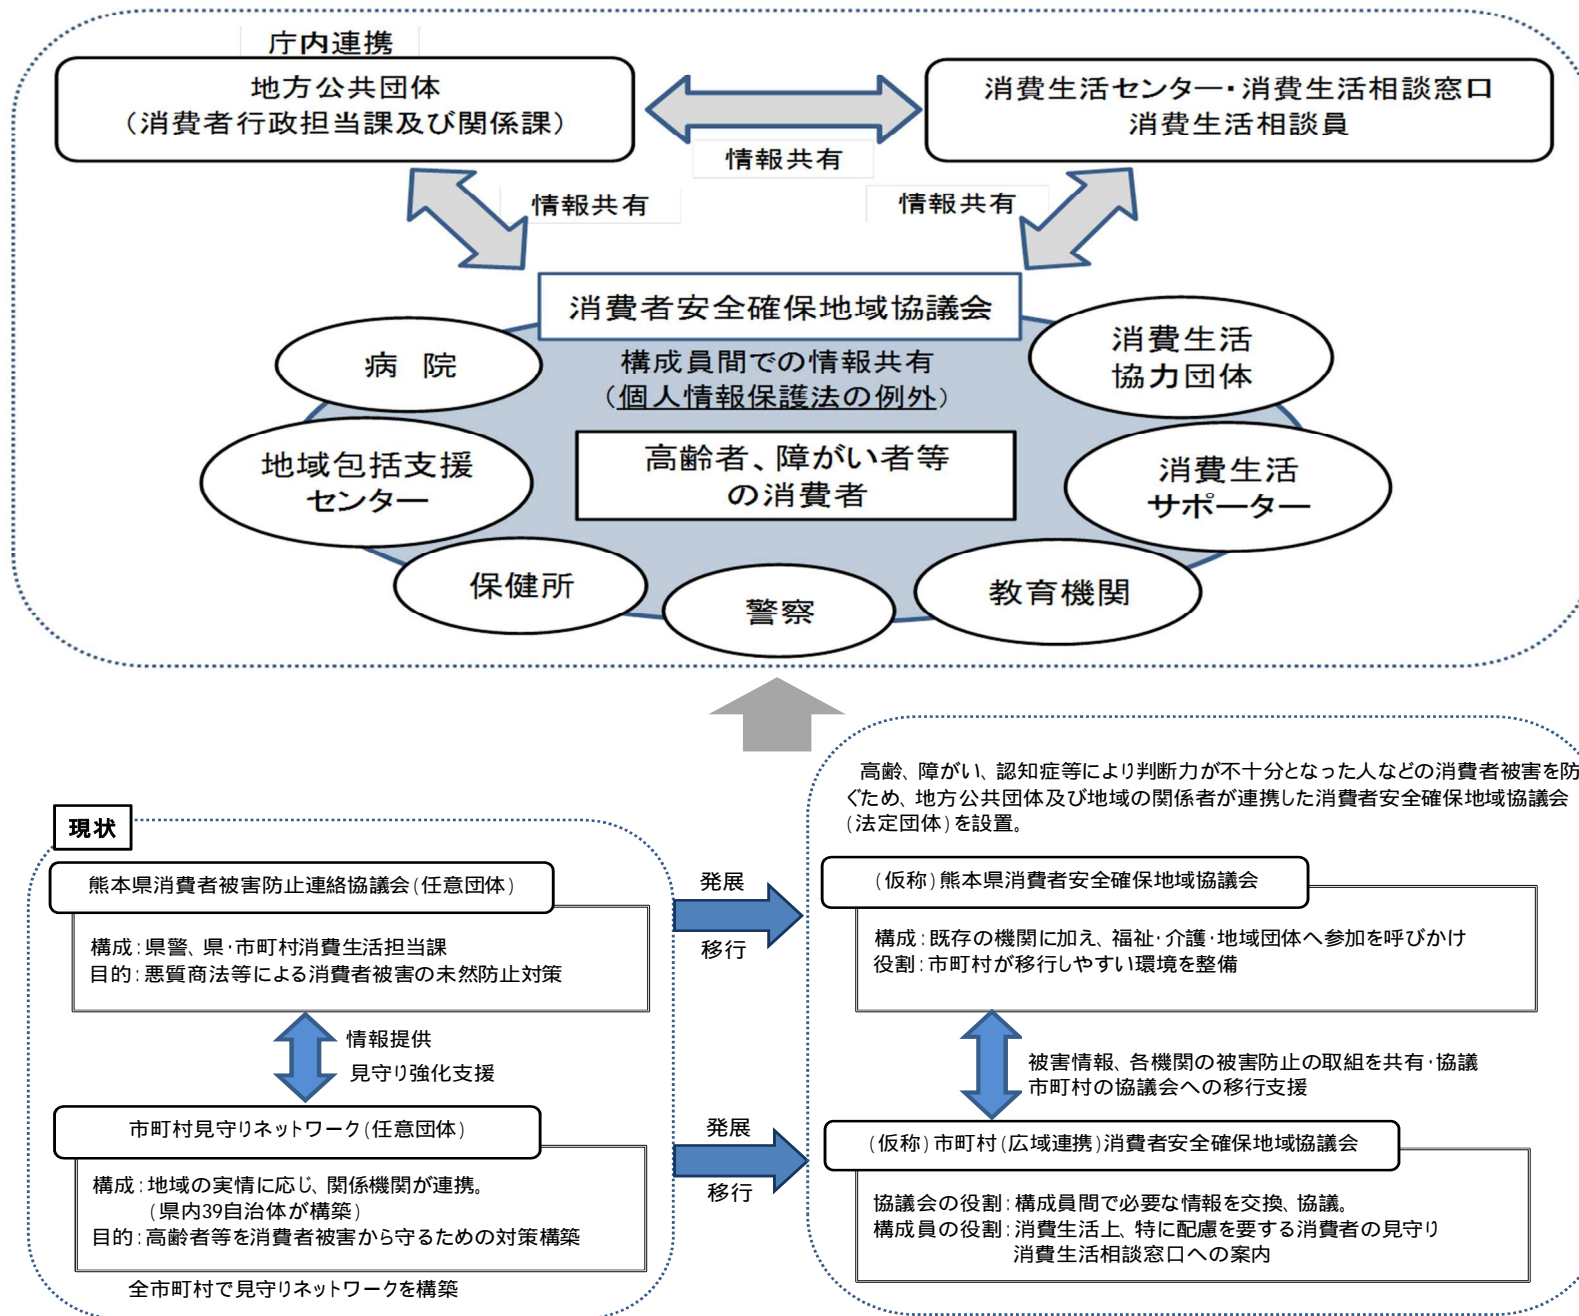 庁内連携
地方公共団体
（消費者行政担当課及び関係課）
消費生活センター・消費生活相談窓口
消費生活相談員
情報共有
情報共有
情報共有
消費者安全確保地域協議会
構成員間での情報共有
（個人情報保護法の例外）
高齢者、障がい者等
の消費者
病　院
地域包括支援
センター
保健所
警察
教育機関
消費生活
サポーター
消費生活
協力団体
高齢、障がい、認知症等により判断力が不十分となった人などの消費者被害を防
ぐため、地方公共団体及び地域の関係者が連携した消費者安全確保地域協議会
(法定団体)を設置。
現状
熊本県消費者被害防止連絡協議会(任意団体)
構成：県警、県・市町村消費生活担当課
目的：悪質商法等による消費者被害の未然防止対策
情報提供
見守り強化支援
市町村見守りネットワーク(任意団体)
構成：地域の実情に応じ、関係機関が連携。
(県内39自治体が構築)
目的：高齢者等を消費者被害から守るための対策構築
全市町村で見守りネットワークを構築
発展
移行
発展
移行
(仮称)熊本県消費者安全確保地域協議会
構成：既存の機関に加え、福祉・介護・地域団体へ参加を呼びかけ
役割：市町村が移行しやすい環境を整備
被害情報、各機関の被害防止の取組を共有・協議
市町村の協議会への移行支援
(仮称)市町村(広域連携)消費者安全確保地域協議会
協議会の役割：構成員間で必要な情報を交換、協議。
構成員の役割：消費生活上、特に配慮を要する消費者の見守り
消費生活相談窓口への案内